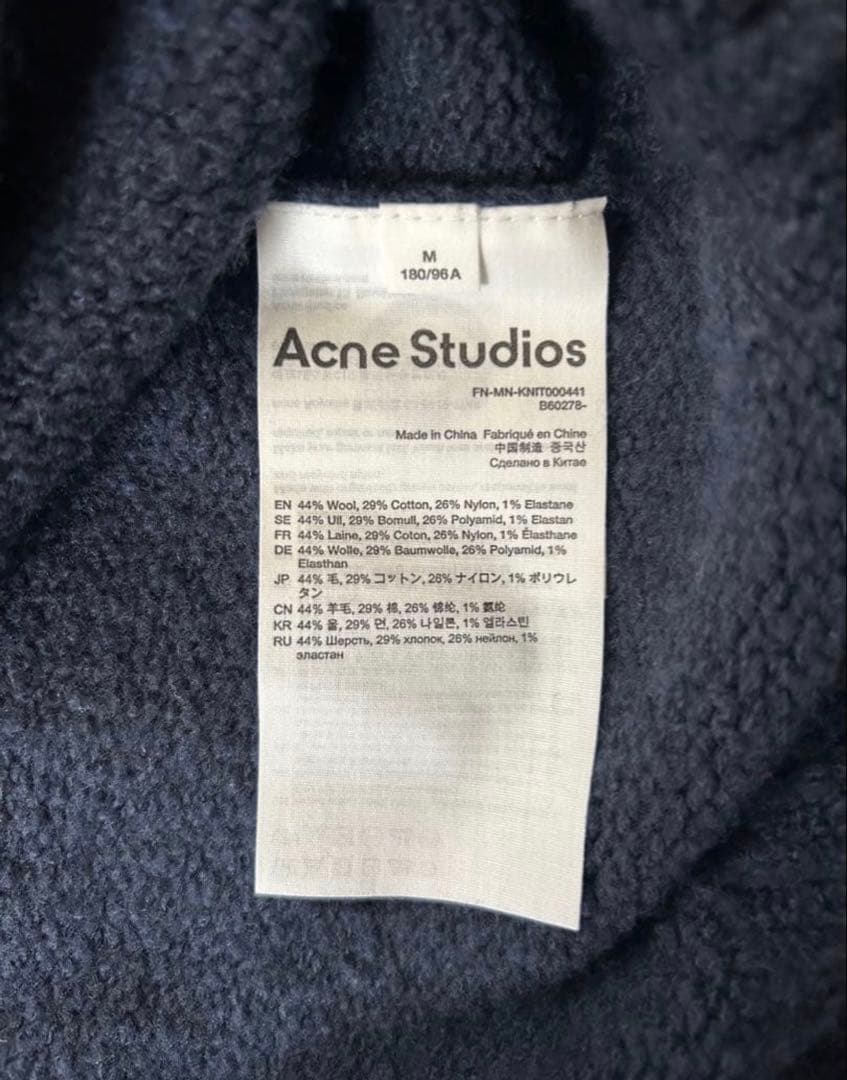 M
180/96A
Acne Studios
FN-MN-KNIT000441
B60278-
Made in China Fabriqué en Chine
中国制造 중국산
Сделано в Китае
EN 44% Wool, 29% Cotton, 26% Nylon, 1% Elastane
SE 44% Ull, 29% Bomull, 26% Polyamid, 1% Elastan
FR 44% Laine, 29% Coton, 26% Nylon, 1% Élasthane
DE 44% Wolle, 29% Baumwolle, 26% Polyamid, 1%
Elasthan
JP 44% 毛, 29% コットン, 26% ナイロン, 1% ポリウレ
タン
CN 44% 羊毛, 29% 棉, 26% 锦纶, 1% 氨纶
KR 44% 울, 29% 면, 26% 나일론, 1% 엘라스틴
RU 44% Шерсть, 29% хлопок, 26% нейлон, 1%
эластан